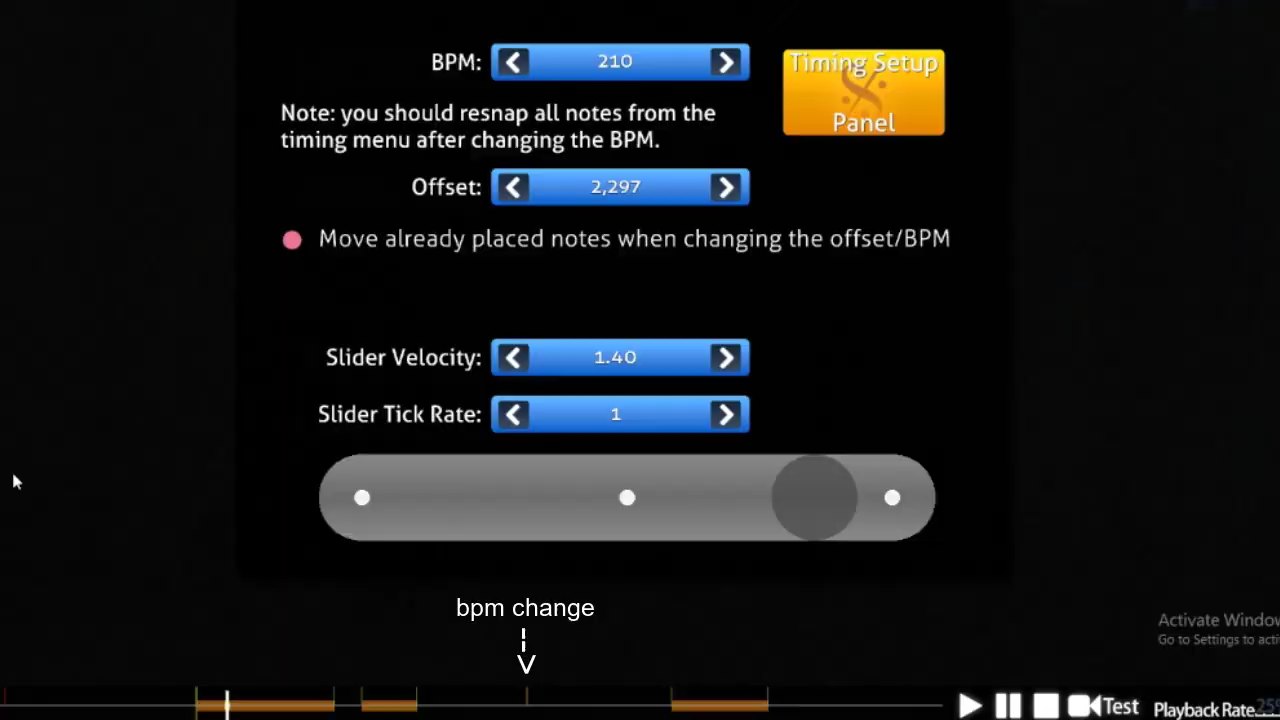 BPM: 210
Timing Setup
Panel
Note: you should resnap all notes from the
timing menu after changing the BPM.
Offset: 2,297
Move already placed notes when changing the offset/BPM
Slider Velocity: 1.40
Slider Tick Rate: 1
bpm change
Activate Window
Go to Settings to acti
Test
Playback Rate...